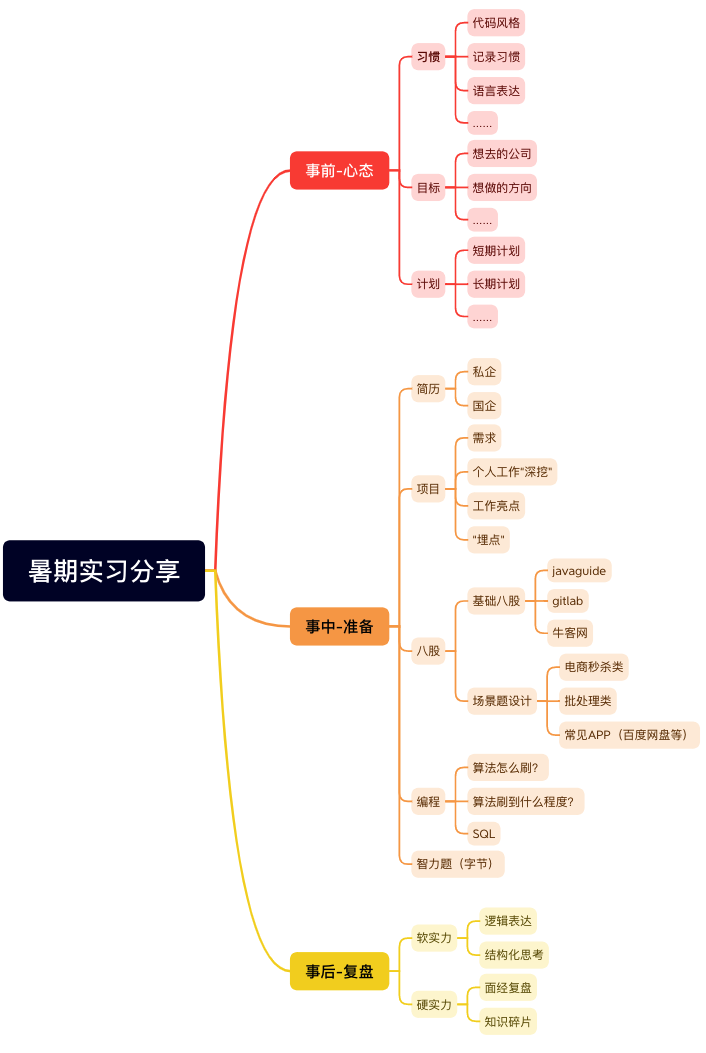 暑期实习分享
事前-心态
习惯
代码风格
记录习惯
语言表达
……
目标
想去的公司
想做的方向
……
计划
短期计划
长期计划
……
事中-准备
简历
私企
国企
项目
需求
个人工作"深挖"
工作亮点
"埋点"
八股
基础八股
javaguide
gitlab
牛客网
场景题设计
电商秒杀类
批处理类
常见APP（百度网盘等）
编程
算法怎么刷？
算法刷到什么程度？
SQL
智力题（字节）
事后-复盘
软实力
逻辑表达
结构化思考
硬实力
面经复盘
知识碎片